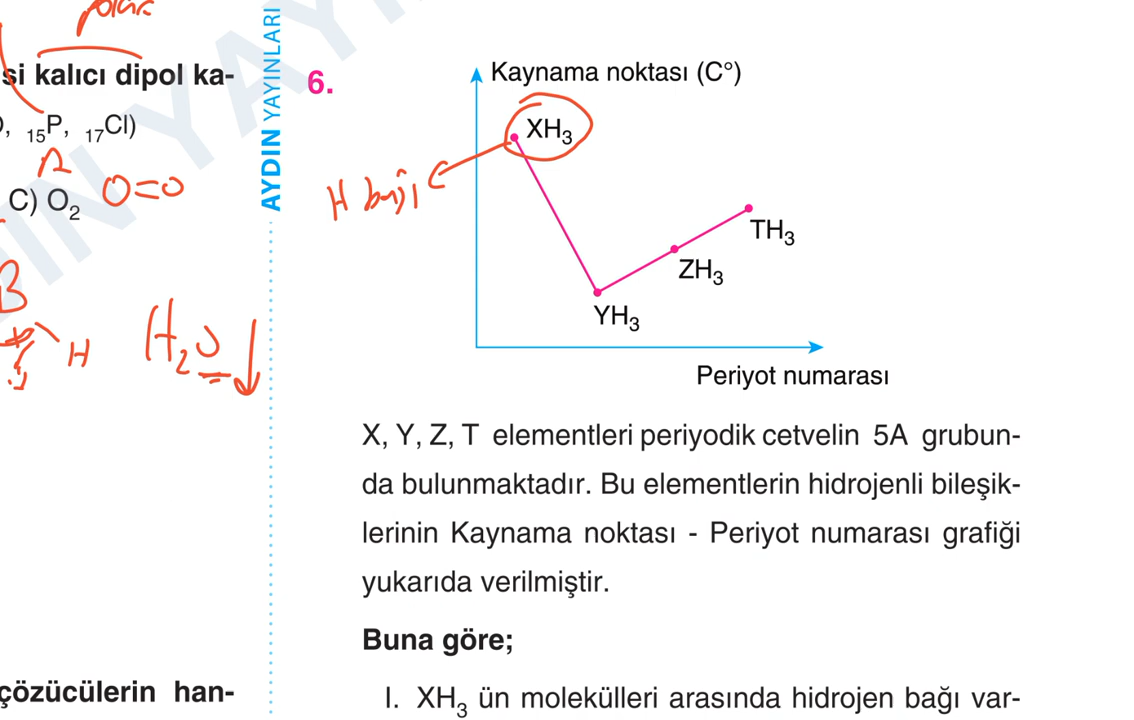 polar
si kalıcı dipol ka-
, 15P, 17Cl)
C) O2 O=O
H
H2S
çözücülerin han-
AYDIN YAYINLARI
6.
Kaynama noktası (C°)
XH3
H bağı
TH3
ZH3
YH3
Periyot numarası
X, Y, Z, T elementleri periyodik cetvelin 5A grubun-
da bulunmaktadır. Bu elementlerin hidrojenli bileşik-
lerinin Kaynama noktası - Periyot numarası grafiği
yukarıda verilmiştir.
Buna göre;
I. XH3 ün molekülleri arasında hidrojen bağı var-